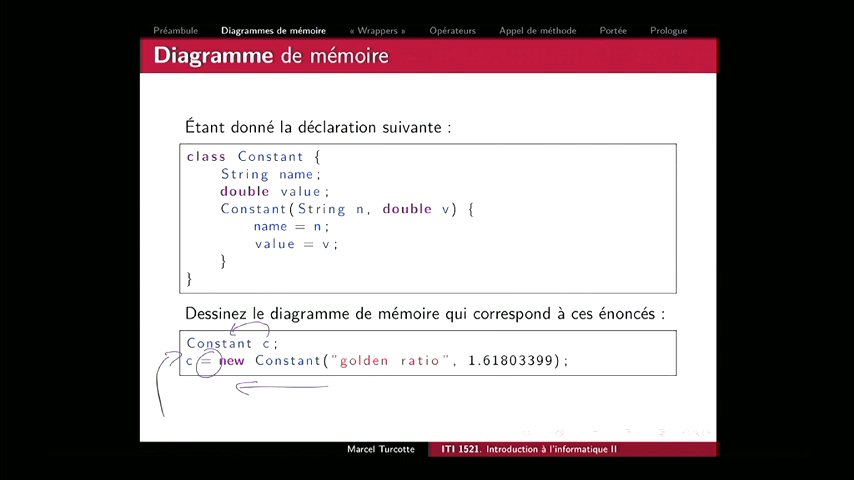 Préambule Diagrammes de mémoire « Wrappers » Opérateurs Appel de méthode Portée Prologue
Diagramme de mémoire
Étant donné la déclaration suivante :
class Constant {
String name;
double value;
Constant(String n, double v) {
name = n;
value = v;
}
}
Dessinez le diagramme de mémoire qui correspond à ces énoncés :
Constant c;
c = new Constant("golden ratio", 1.61803399);
Marcel Turcotte ITI 1521. Introduction à l'informatique II